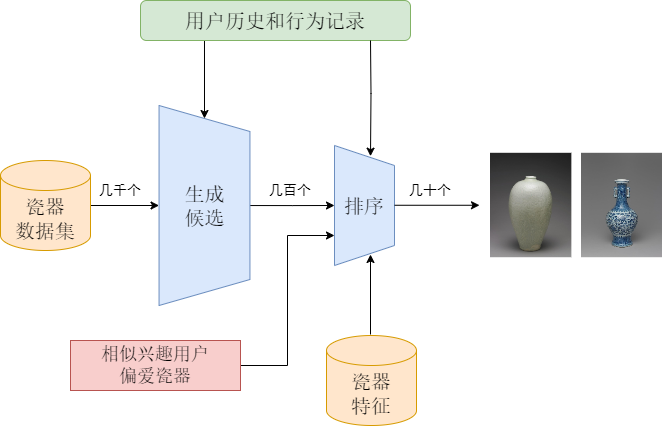 用户历史和行为记录
几千个
几百个
几十个
瓷器
数据集
生成
候选
排序
相似兴趣用户
偏爱瓷器
瓷器
特征